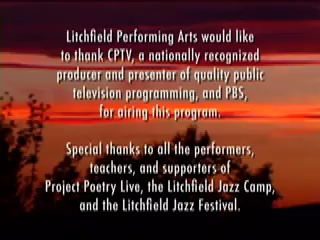 Litchfield Performing Arts would like
to thank CPTV, a nationally recognized
producer and presenter of quality public
television programming, and PBS,
for airing this program.
Special thanks to all the performers,
teachers, and supporters of
Project Poetry Live, the Litchfield Jazz Camp,
and the Litchfield Jazz Festival.